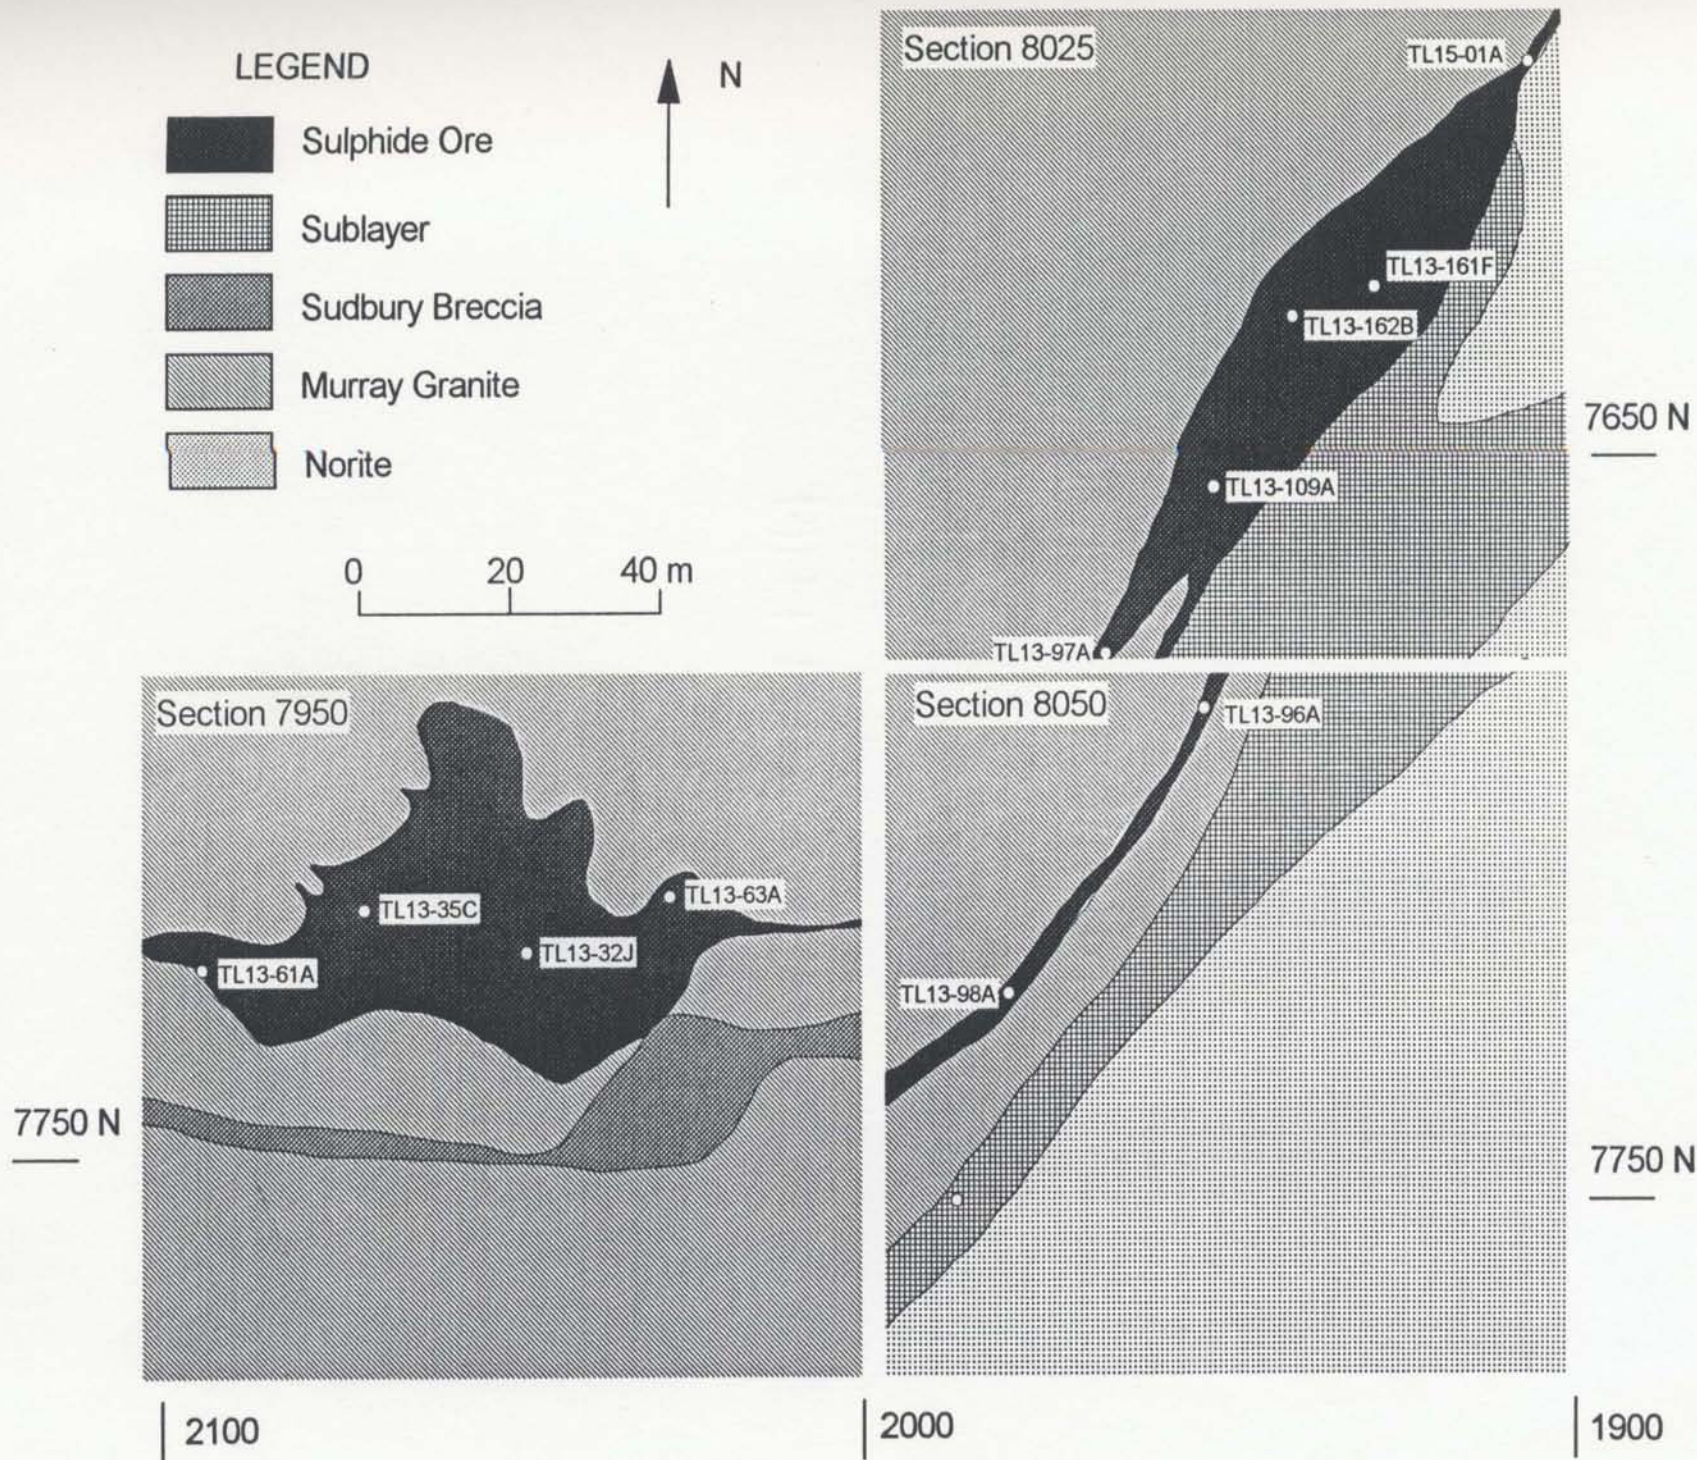 LEGEND
Sulphide Ore
Sublayer
Sudbury Breccia
Murray Granite
Norite
N
0 20 40 m
Section 8025
TL15-01A
TL13-161F
TL13-162B
TL13-109A
TL13-97A
7650 N
Section 7950
TL13-35C
TL13-63A
TL13-32J
TL13-61A
7750 N
Section 8050
TL13-96A
TL13-98A
7750 N
2100
2000
1900